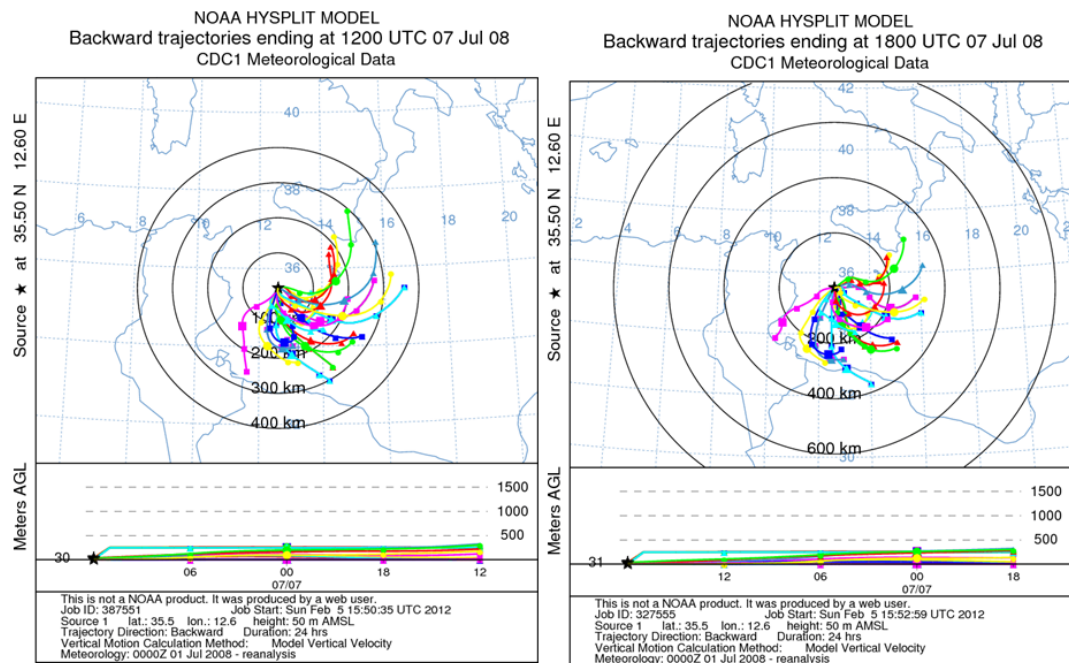 NOAA HYSPLIT MODEL
Backward trajectories ending at 1200 UTC 07 Jul 08
CDC1 Meteorological Data
Source ★ at 35.50 N 12.60 E
40
38
6
8
12
14
16
18
20
36
100 km
200 km
300 km
400 km
Meters AGL
1500
1000
500
30
06
00
12
07/07
This is not a NOAA product. It was produced by a web user.
Job ID: 387551 Job Start: Sun Feb 5 15:50:35 UTC 2012
Source 1 lat.: 35.5 lon.: 12.6 height: 50 m AMSL
Trajectory Direction: Backward Duration: 24 hrs
Vertical Motion Calculation Method: Model Vertical Velocity
Meteorology: 0000Z 01 Jul 2008 - reanalysis
NOAA HYSPLIT MODEL
Backward trajectories ending at 1800 UTC 07 Jul 08
CDC1 Meteorological Data
Source ★ at 35.50 N 12.60 E
42
40
38
4
6
8
10
12
14
16
18
20
22
36
200 km
400 km
600 km
30
Meters AGL
1500
1000
500
31
12
06
00
18
07/07
This is not a NOAA product. It was produced by a web user.
Job ID: 327555 Job Start: Sun Feb 5 15:52:59 UTC 2012
Source 1 lat.: 35.5 lon.: 12.6 height: 50 m AMSL
Trajectory Direction: Backward Duration: 24 hrs
Vertical Motion Calculation Method: Model Vertical Velocity
Meteorology: 0000Z 01 Jul 2008 - reanalysis